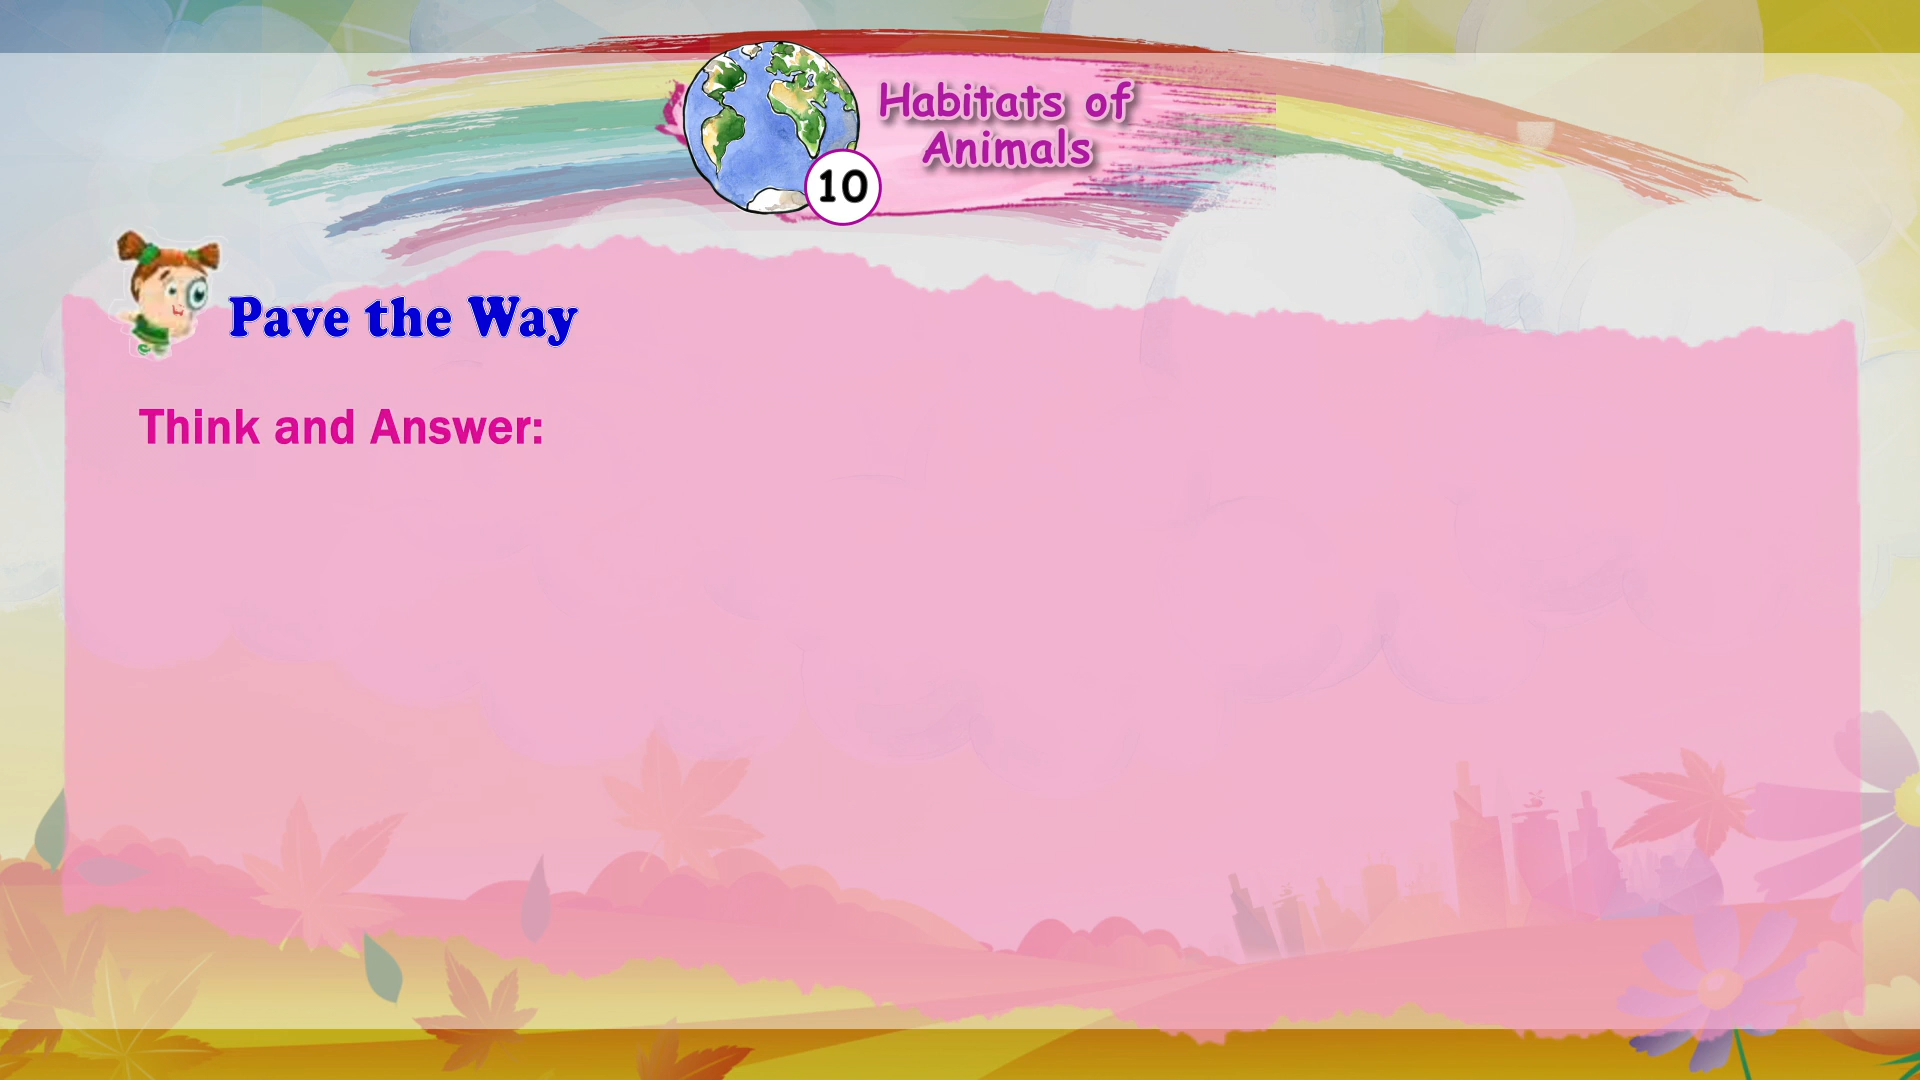 Habitats of
Animals
10
Pave the Way
Think and Answer: